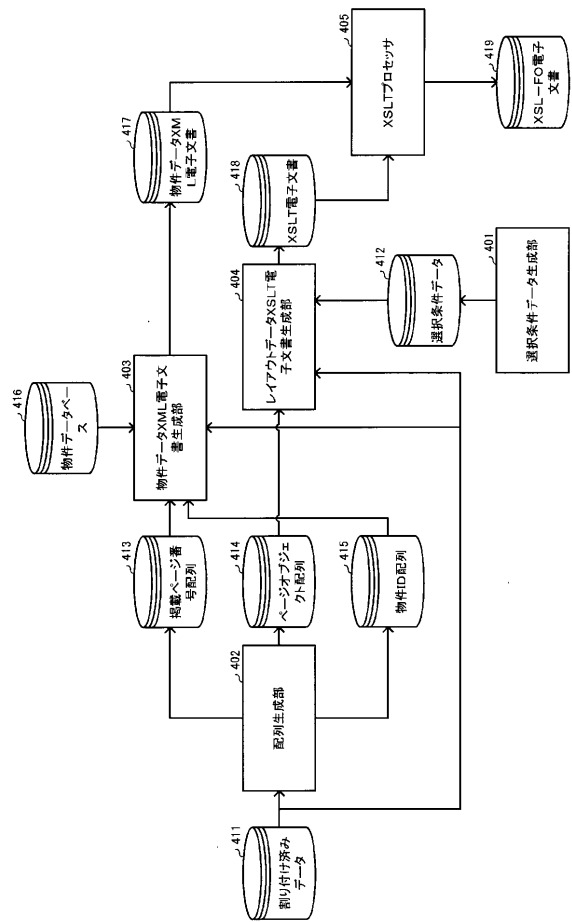 411
割り付け済み
データ
402
配列生成部
413
掲載ページ番
号配列
414
ページオブジェ
クト配列
415
物件ID配列
416
物件データベー
ス
403
物件データXML電子文
書生成部
404
レイアウトデータXSLT電
子文書生成部
412
選択条件データ
401
選択条件データ生成部
417
物件データXM
L電子文書
418
XSLT電子文書
405
XSLTプロセッサ
419
XSL-FO電子
文書